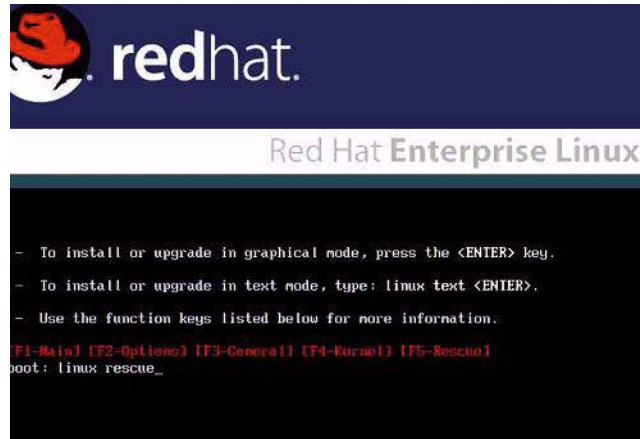 redhat.
Red Hat Enterprise Linux
- To install or upgrade in graphical mode, press the <ENTER> key.
- To install or upgrade in text mode, type: linux text <ENTER>.
- Use the function keys listed below for more information.
[F1-Main] [F2-Options] [F3-General] [F4-Kernel] [F5-Rescue]
boot: linux rescue_